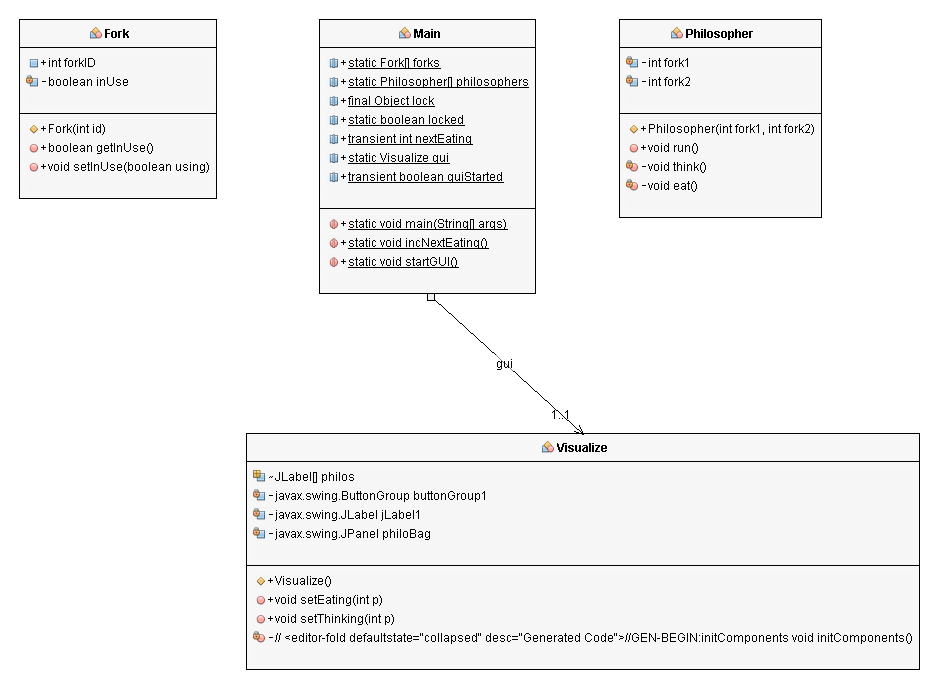 Fork
+int forkID
-boolean inUse
+Fork(int id)
+boolean getInUse()
+void setInUse(boolean using)
Main
+static Fork[] forks
+static Philosopher[] philosophers
+final Object lock
+static boolean locked
+transient int nextEating
+static Visualize gui
+transient boolean guiStarted
+static void main(String[] args)
+static void incNextEating()
+static void startGUI()
Philosopher
-int fork1
-int fork2
+Philosopher(int fork1, int fork2)
+void run()
-void think()
-void eat()
gui
1..1
Visualize
~JLabel[] philos
-javax.swing.ButtonGroup buttonGroup1
-javax.swing.JLabel jLabel1
-javax.swing.JPanel philoBag
+Visualize()
+void setEating(int p)
+void setThinking(int p)
-// <editor-fold defaultstate="collapsed" desc="Generated Code">//GEN-BEGIN:initComponents void initComponents()